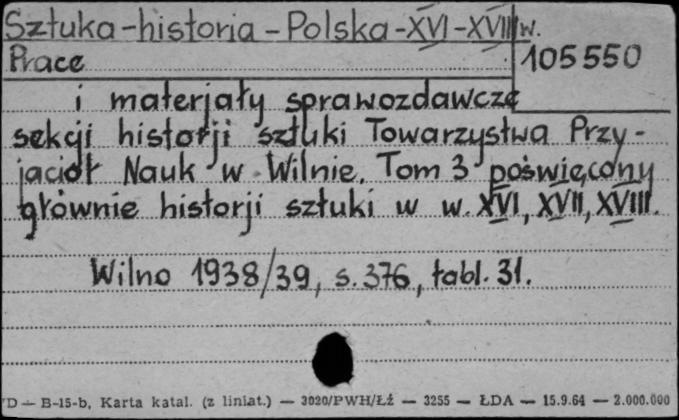 Sztuka-historia-Polska-XVI-XVIII w.
Prace 105550
i materjały sprawozdawcze
sekcji historji sztuki Towarzystwa Przy-
jaciół Nauk w Wilnie. Tom 3 poświęcony
głównie historji sztuki w w. XVI, XVII, XVIII.
Wilno 1938/39, s. 376, tabl. 31.
D — B-15-b, Karta katal. (z liniat.) — 3020/PWH/Łź — 3255 — ŁDA — 15.9.64 — 2.000.000